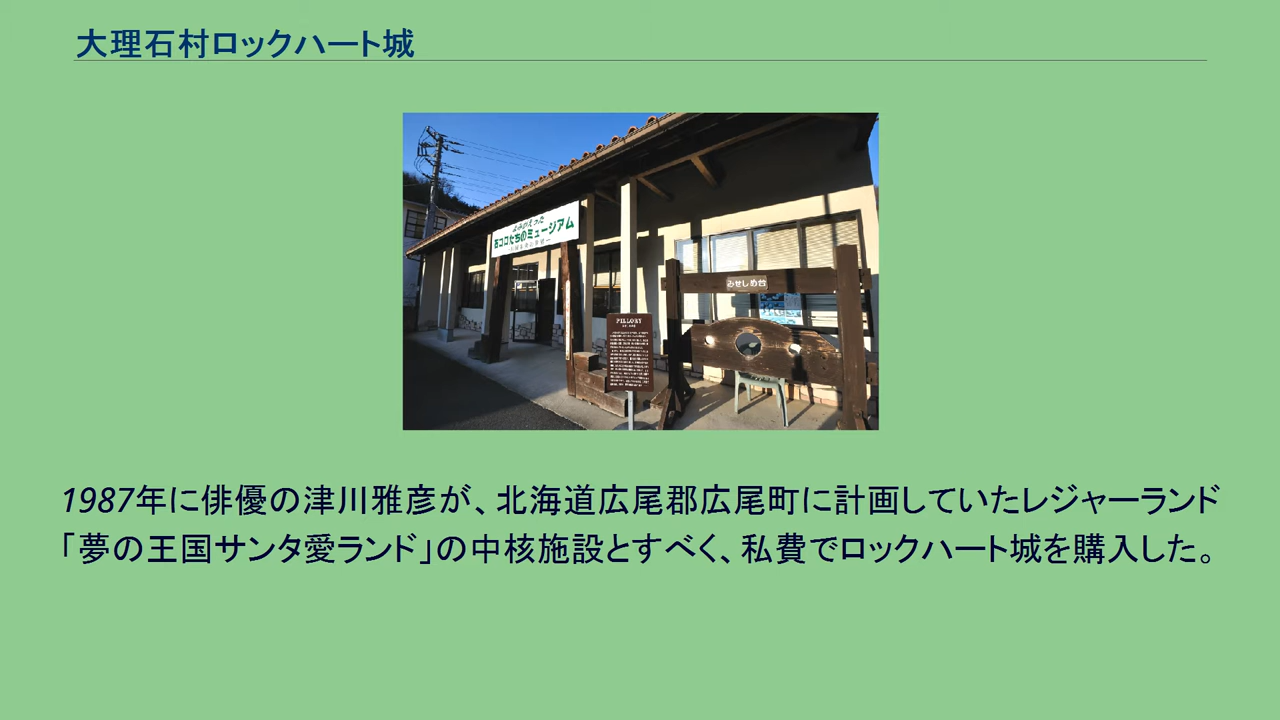 大理石村ロックハート城
よみがえった
石コロたちのミュージアム
みせしめ台
PILLORY
1987年に俳優の津川雅彦が、北海道広尾郡広尾町に計画していたレジャーランド
「夢の王国サンタ愛ランド」の中核施設とすべく、私費でロックハート城を購入した。